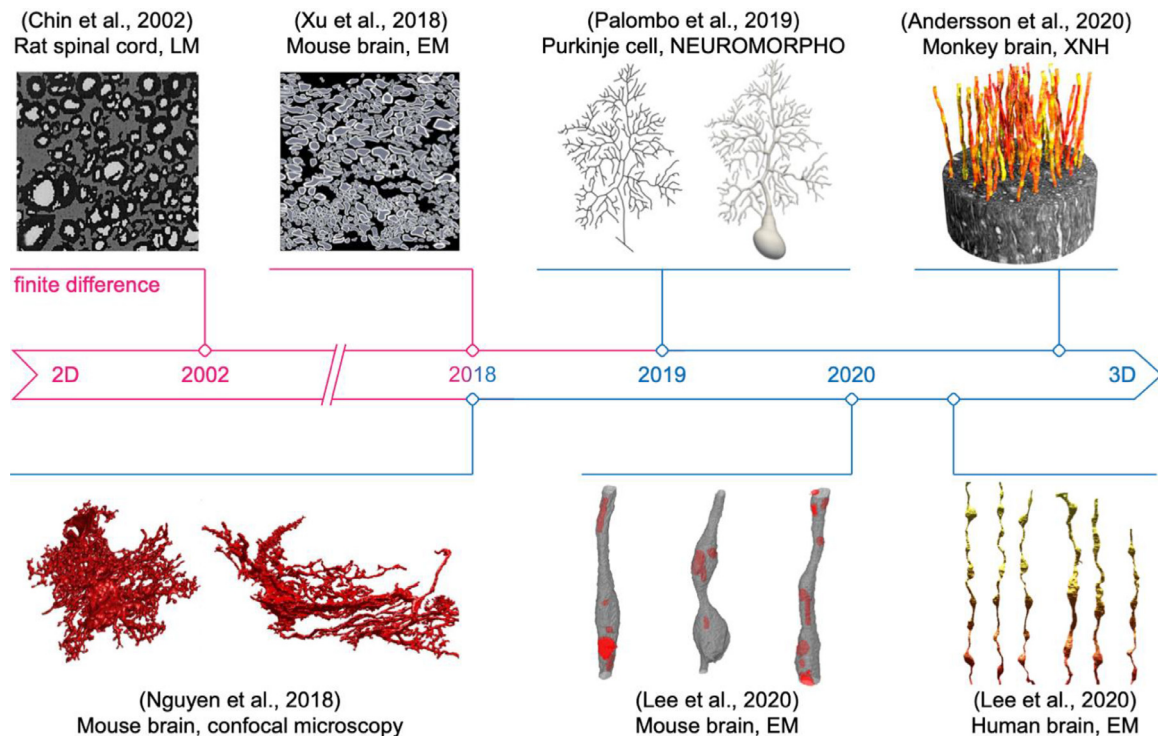 (Chin et al., 2002)
Rat spinal cord, LM
(Xu et al., 2018)
Mouse brain, EM
(Palombo et al., 2019)
Purkinje cell, NEUROMORPHO
(Andersson et al., 2020)
Monkey brain, XNH
finite difference
2D
2002
2018
2019
2020
3D
(Nguyen et al., 2018)
Mouse brain, confocal microscopy
(Lee et al., 2020)
Mouse brain, EM
(Lee et al., 2020)
Human brain, EM